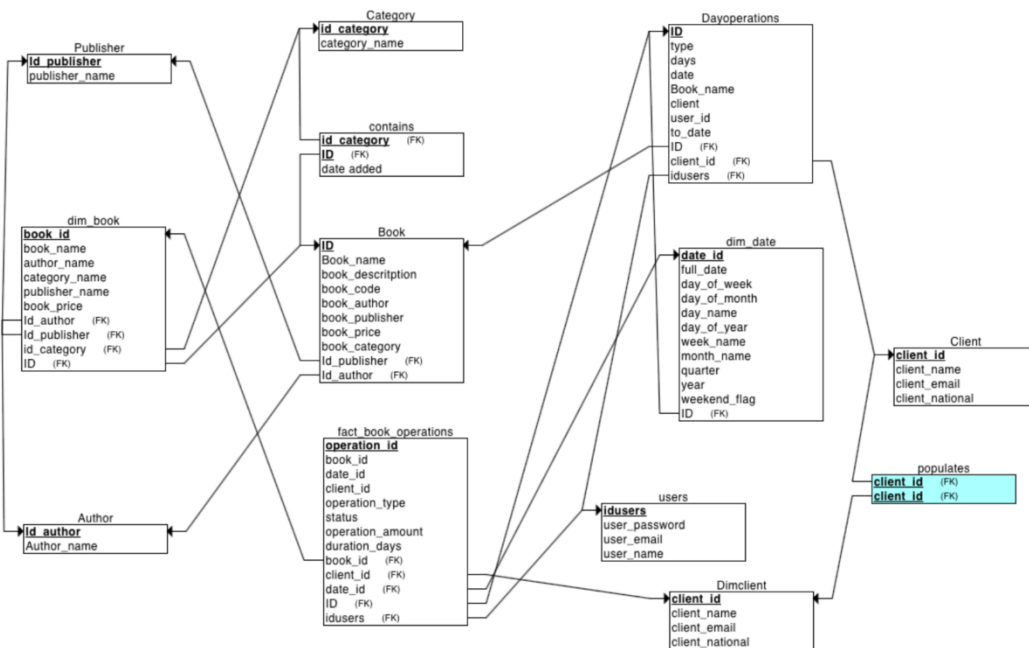 Category
id_category
category_name
Publisher
Id_publisher
publisher_name
contains
id_category (FK)
ID (FK)
date added
dim_book
book_id
book_name
author_name
category_name
publisher_name
book_price
Id_author (FK)
Id_publisher (FK)
id_category (FK)
ID (FK)
Book
ID
Book_name
book_descritption
book_code
book_author
book_publisher
book_price
book_category
Id_publisher (FK)
Id_author (FK)
fact_book_operations
operation_id
book_id
date_id
client_id
operation_type
status
operation_amount
duration_days
book_id (FK)
client_id (FK)
date_id (FK)
ID (FK)
idusers (FK)
Author
Id_author
Author_name
Dayoperations
ID
type
days
date
Book_name
client
user_id
to_date
ID (FK)
client_id (FK)
idusers (FK)
dim_date
date_id
full_date
day_of_week
day_of_month
day_name
day_of_year
week_name
month_name
quarter
year
weekend_flag
ID (FK)
Client
client_id
client_name
client_email
client_national
populates
client_id (FK)
client_id (FK)
users
idusers
user_password
user_email
user_name
Dimclient
client_id
client_name
client_email
client_national